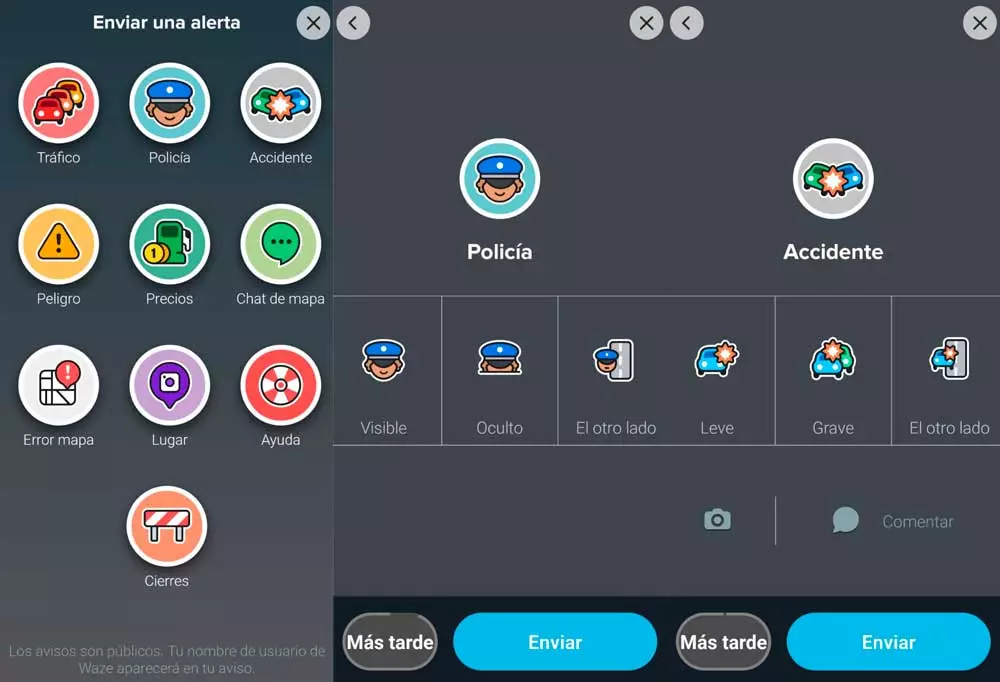 Enviar una alerta
Tráfico
Policía
Accidente
Peligro
Precios
Chat de mapa
Error mapa
Lugar
Ayuda
Cierres
Los avisos son públicos. Tu nombre de usuario de
Waze aparecerá en tu aviso.
Policía
Visible
Oculto
El otro lado
Más tarde
Enviar
Accidente
Leve
Grave
El otro lado
Comentar
Más tarde
Enviar